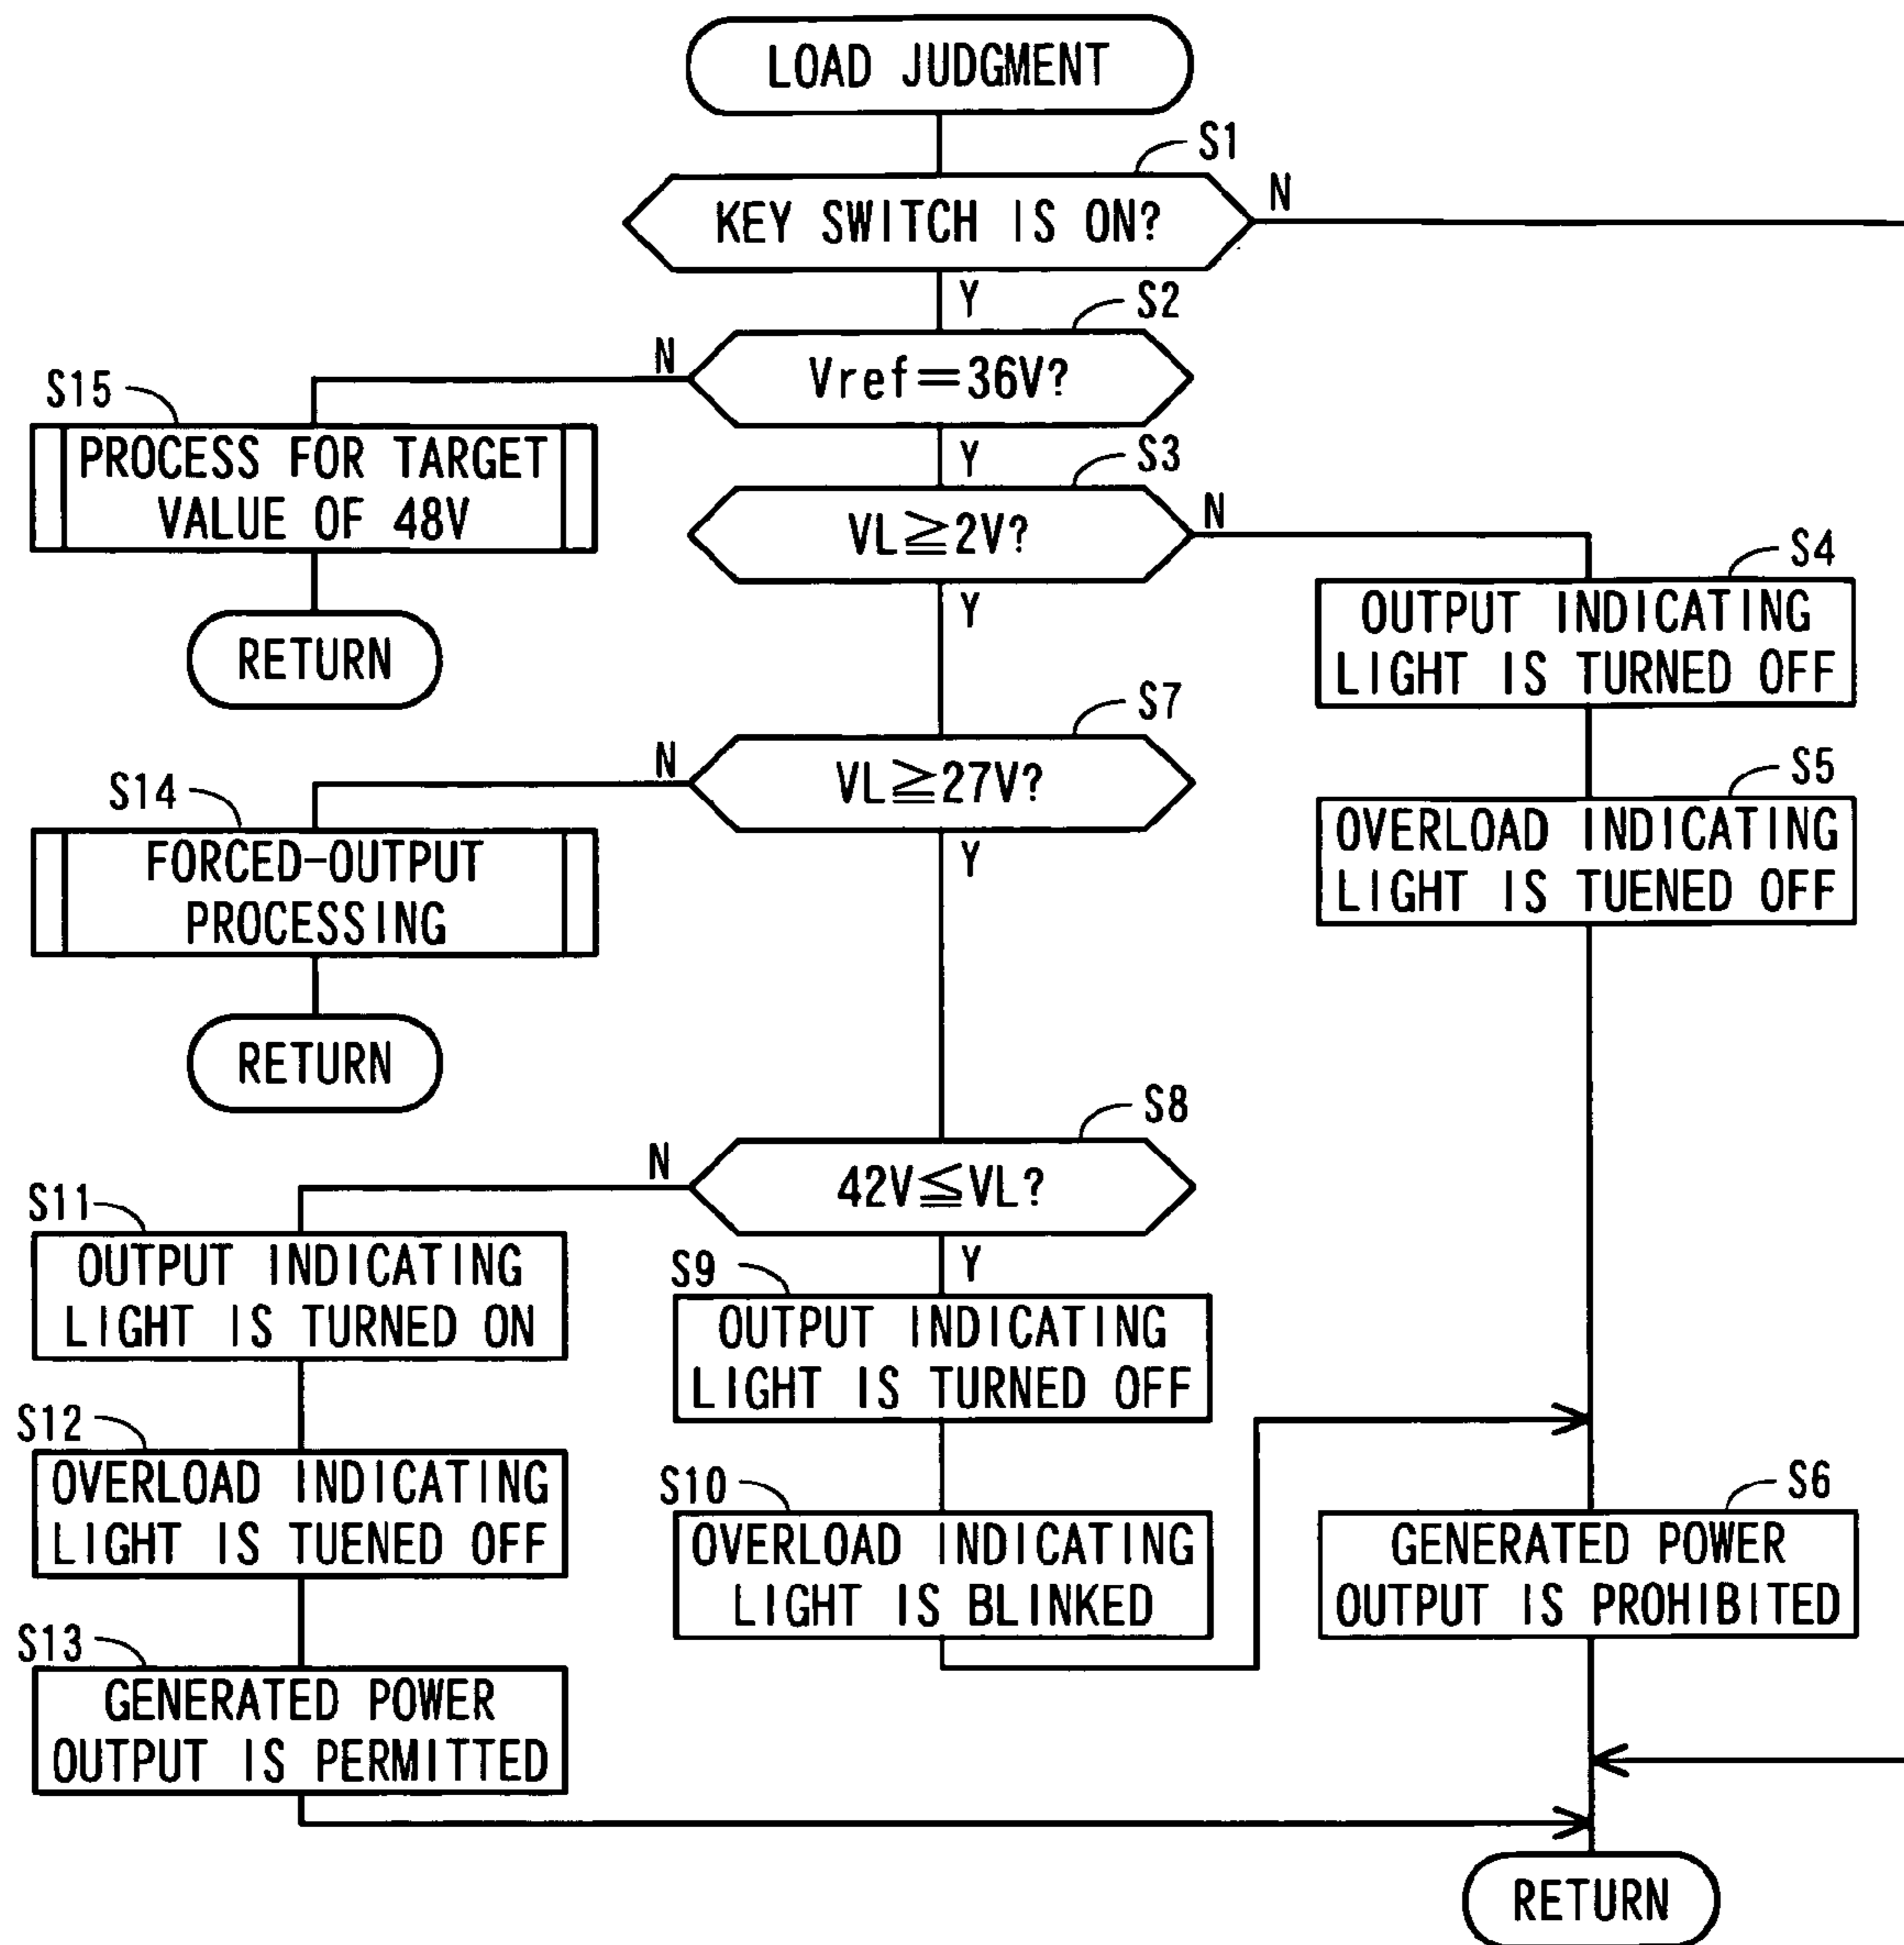 LOAD JUDGMENT
S1
KEY SWITCH IS ON?
N
Y
S2
Vref=36V?
N
Y
S15
PROCESS FOR TARGET
VALUE OF 48V
RETURN
S3
VL≧2V?
N
Y
S4
OUTPUT INDICATING
LIGHT IS TURNED OFF
S5
OVERLOAD INDICATING
LIGHT IS TUENED OFF
S7
VL≧27V?
N
Y
S14
FORCED-OUTPUT
PROCESSING
RETURN
S8
42V≦VL?
N
Y
S11
OUTPUT INDICATING
LIGHT IS TURNED ON
S12
OVERLOAD INDICATING
LIGHT IS TUENED OFF
S13
GENERATED POWER
OUTPUT IS PERMITTED
S9
OUTPUT INDICATING
LIGHT IS TURNED OFF
S10
OVERLOAD INDICATING
LIGHT IS BLINKED
S6
GENERATED POWER
OUTPUT IS PROHIBITED
RETURN